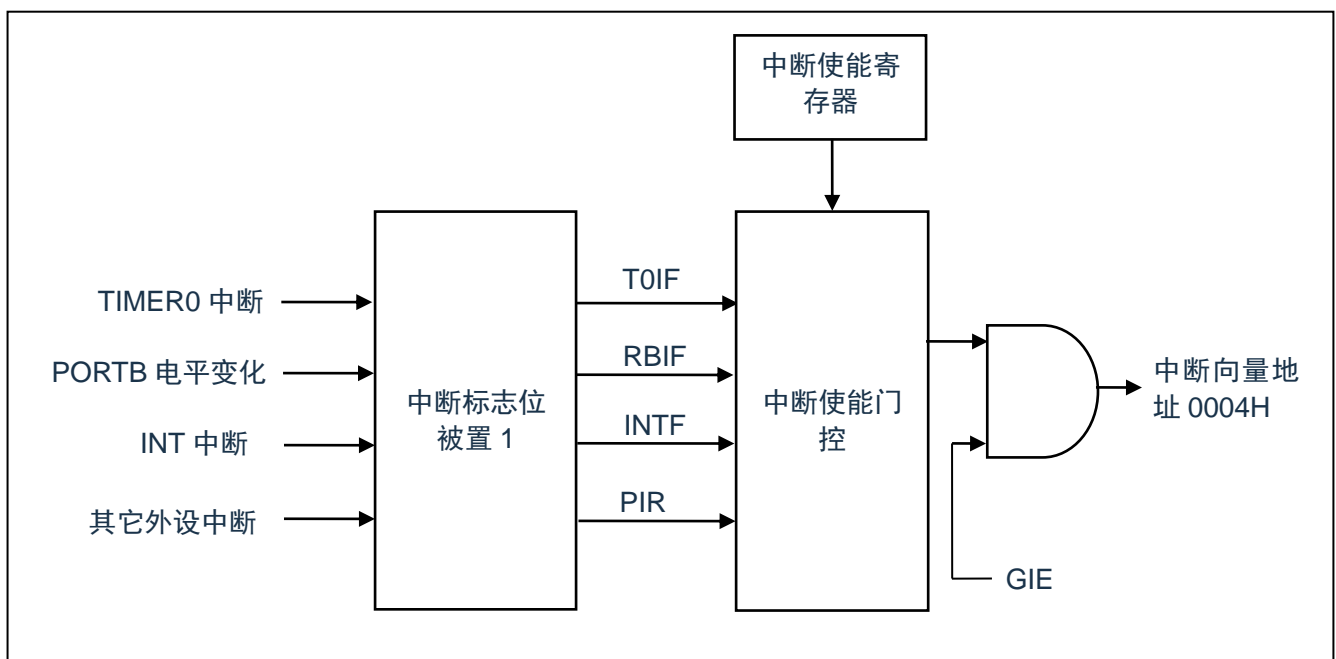 中断使能寄
存器
TIMER0 中断
PORTB 电平变化
INT 中断
其它外设中断
中断标志位
被置 1
T0IF
RBIF
INTF
PIR
中断使能门
控
中断向量地
址 0004H
GIE